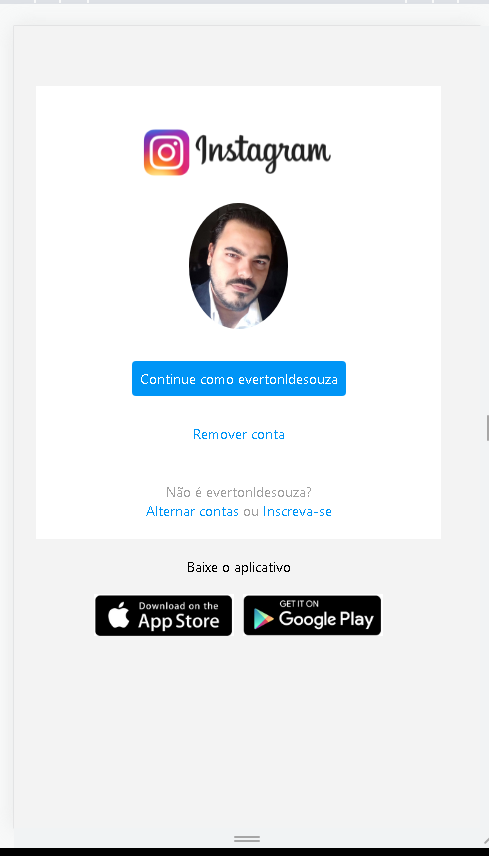 Instagram
Continue como evertonldesouza
Remover conta
Não é evertonldesouza?
Alternar contas ou Inscreva-se
Baixe o aplicativo
Download on the
App Store
GET IT ON
Google Play